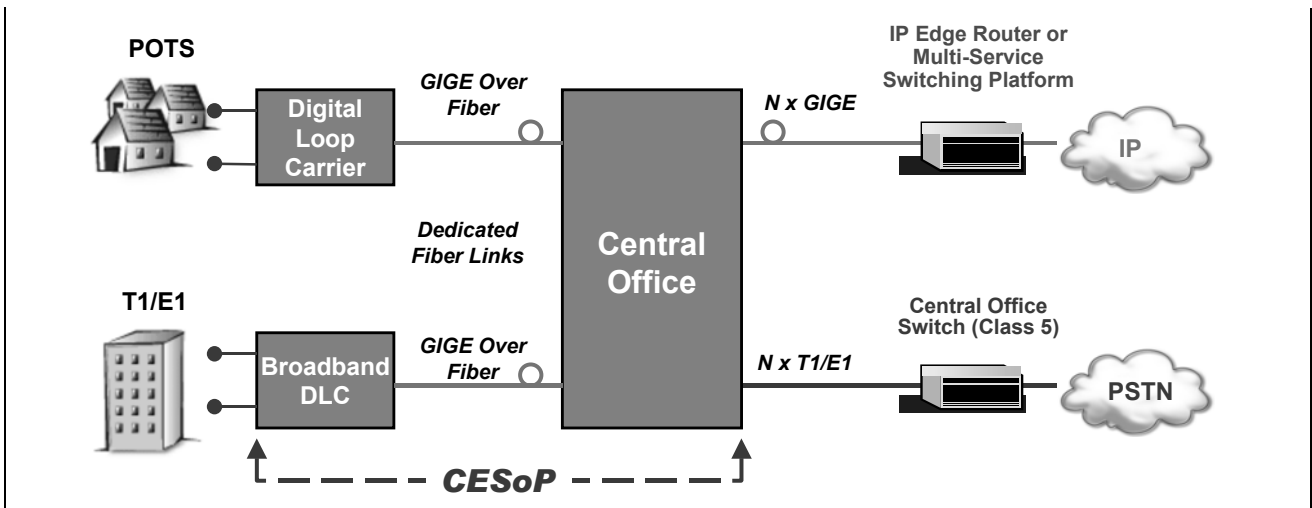 POTS
Digital
Loop
Carrier
GIGE Over
Fiber
Dedicated
Fiber Links
Central
Office
N x GIGE
IP Edge Router or
Multi-Service
Switching Platform
IP
T1/E1
Broadband
DLC
GIGE Over
Fiber
N x T1/E1
Central Office
Switch (Class 5)
PSTN
CESoP